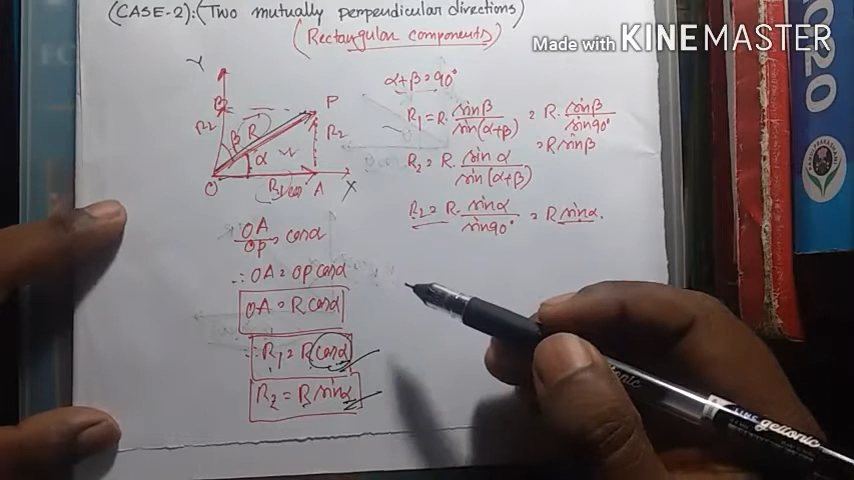 (CASE-2):(Two mutually perpendicular directions)
(Rectangular components)
Made with KINEMASTER
Y
B
R2
β
R
P
R2
α
O
A
X
α+β = 90°
R1 = R. sinβ / sin(α+β) = R. sinβ / sin90°
= R sinβ
R2 = R. sinα / sin(α+β)
R2 = R. sinα / sin90° = R sinα.
OA / OP = cosα
∴ OA = OP cosα
OA = R cosα
∴ R1 = R cosα
R2 = R sinα
2020
gellonic